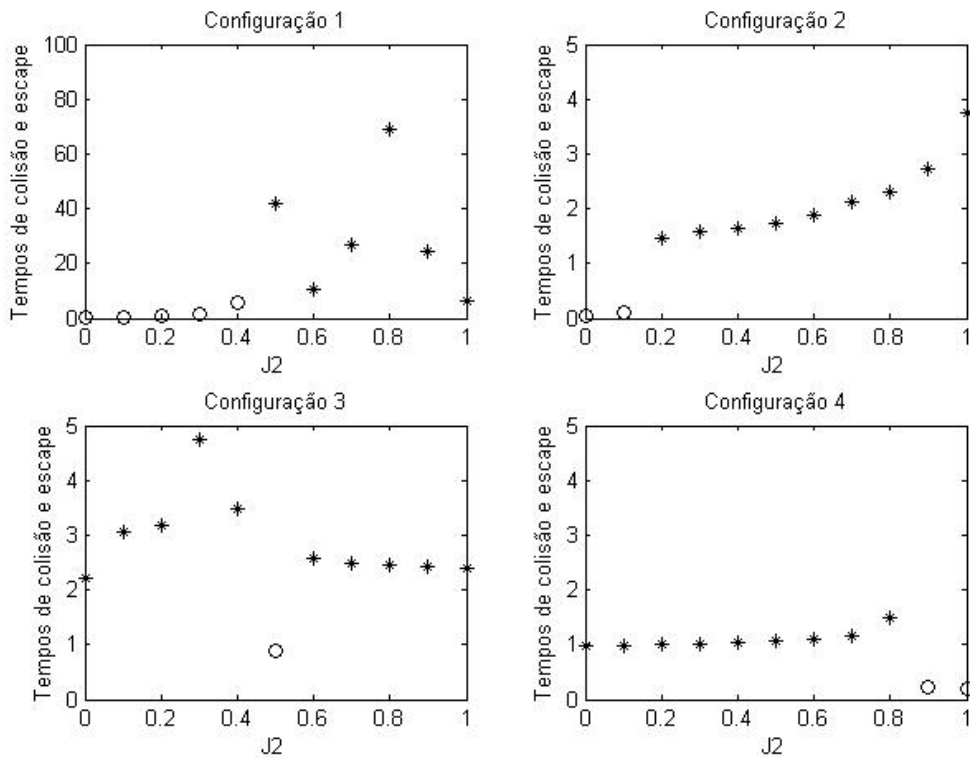 Configuração 1
Tempos de colisão e escape
100
80
60
40
20
0
0 0.2 0.4 0.6 0.8 1
J2
Configuração 2
Tempos de colisão e escape
5
4
3
2
1
0
0 0.2 0.4 0.6 0.8 1
J2
Configuração 3
Tempos de colisão e escape
5
4
3
2
1
0
0 0.2 0.4 0.6 0.8 1
J2
Configuração 4
Tempos de colisão e escape
5
4
3
2
1
0
0 0.2 0.4 0.6 0.8 1
J2